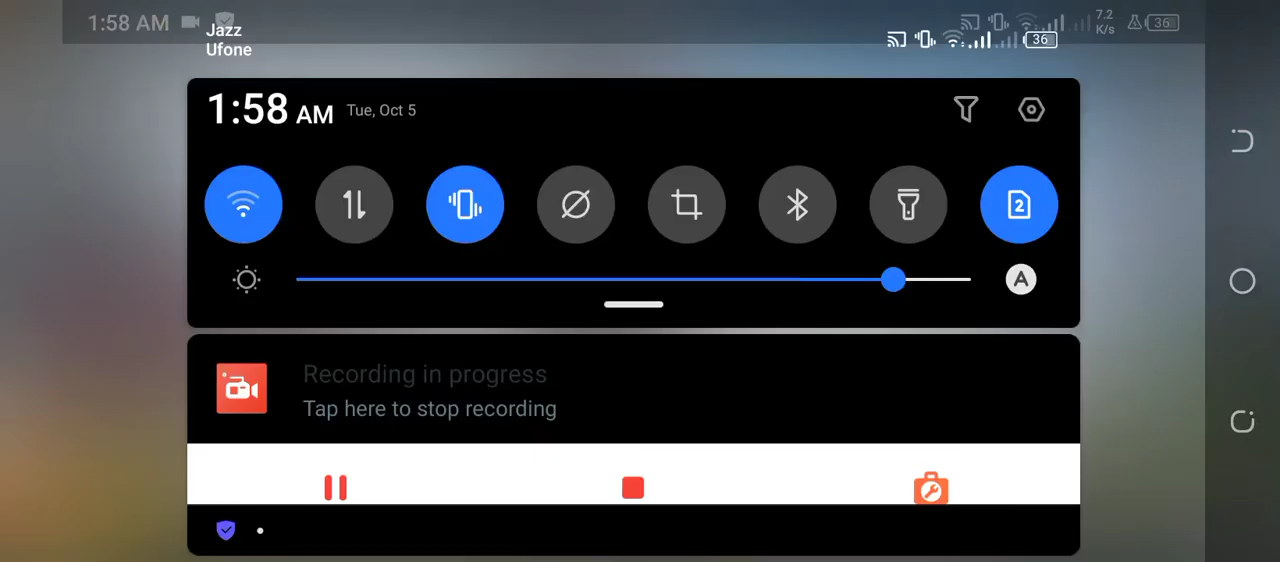 1:58 AM
7.2
K/s
36
Jazz
Ufone
36
1:58 AM Tue, Oct 5
2
A
Recording in progress
Tap here to stop recording